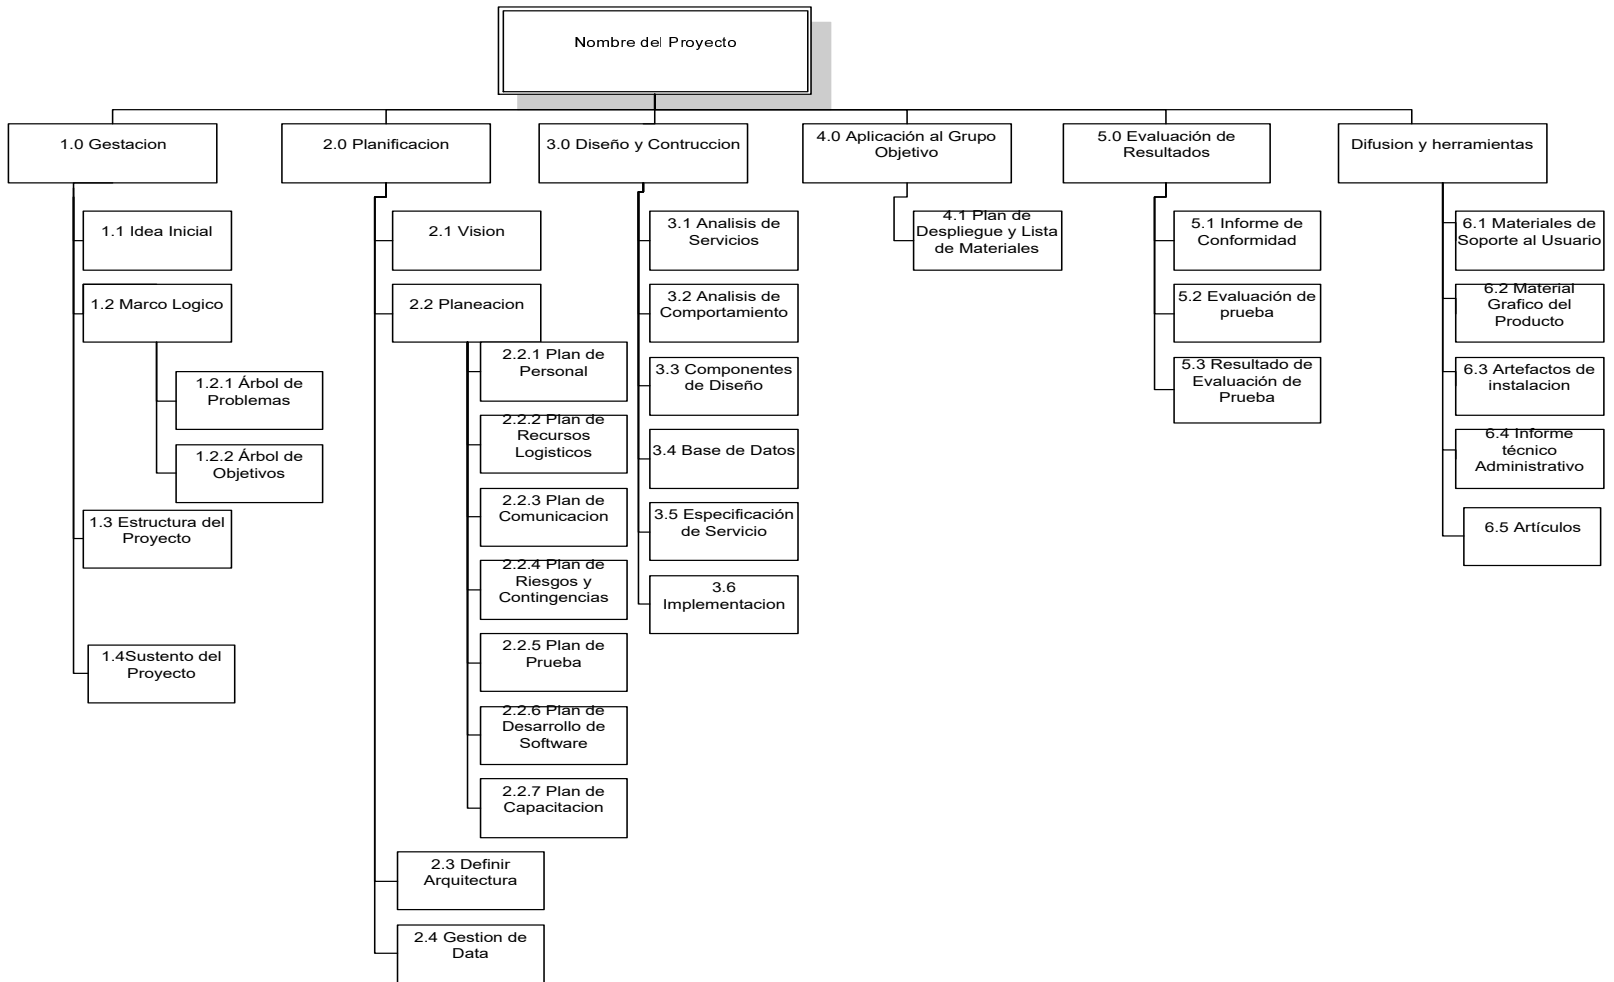 Nombre del Proyecto
1.0 Gestacion
2.0 Planificacion
3.0 Diseño y Contruccion
4.0 Aplicación al Grupo
Objetivo
5.0 Evaluación de
Resultados
Difusion y herramientas
1.1 Idea Inicial
1.2 Marco Logico
1.2.1 Árbol de
Problemas
1.2.2 Árbol de
Objetivos
1.3 Estructura del
Proyecto
1.4Sustento del
Proyecto
2.1 Vision
2.2 Planeacion
2.2.1 Plan de
Personal
2.2.2 Plan de
Recursos
Logisticos
2.2.3 Plan de
Comunicacion
2.2.4 Plan de
Riesgos y
Contingencias
2.2.5 Plan de
Prueba
2.2.6 Plan de
Desarrollo de
Software
2.2.7 Plan de
Capacitacion
2.3 Definir
Arquitectura
2.4 Gestion de
Data
3.1 Analisis de
Servicios
3.2 Analisis de
Comportamiento
3.3 Componentes
de Diseño
3.4 Base de Datos
3.5 Especificación
de Servicio
3.6
Implementacion
4.1 Plan de
Despliegue y Lista
de Materiales
5.1 Informe de
Conformidad
5.2 Evaluación de
prueba
5.3 Resultado de
Evaluación de
Prueba
6.1 Materiales de
Soporte al Usuario
6.2 Material
Grafico del
Producto
6.3 Artefactos de
instalacion
6.4 Informe
técnico
Administrativo
6.5 Artículos